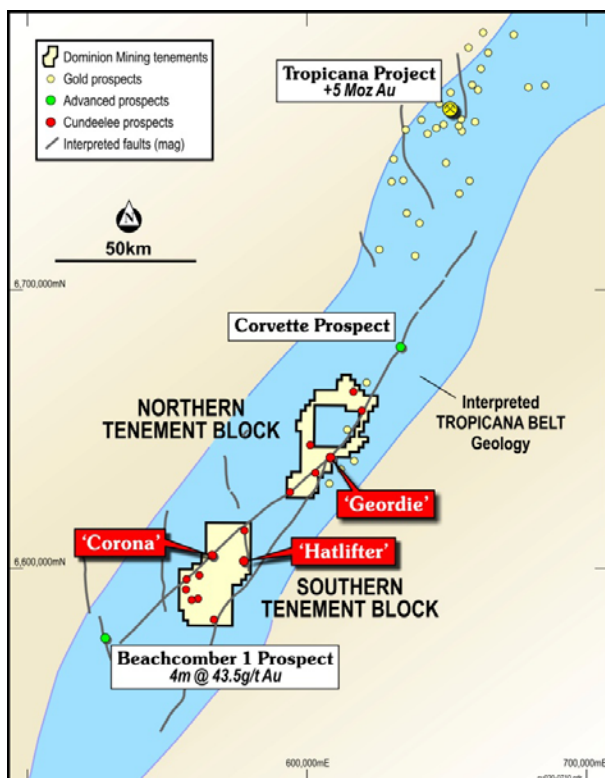 Dominion Mining tenements
Gold prospects
Advanced prospects
Cundeelee prospects
Interpreted faults (mag)
N
50km
Tropicana Project
+5 Moz Au
6,700,000mN
Corvette Prospect
NORTHERN
TENEMENT BLOCK
Interpreted
TROPICANA BELT
Geology
'Geordie'
'Corona'
'Hatlifter'
6,600,000mN
SOUTHERN
TENEMENT BLOCK
Beachcomber 1 Prospect
4m @ 43.5g/t Au
600,000mE
700,000mE